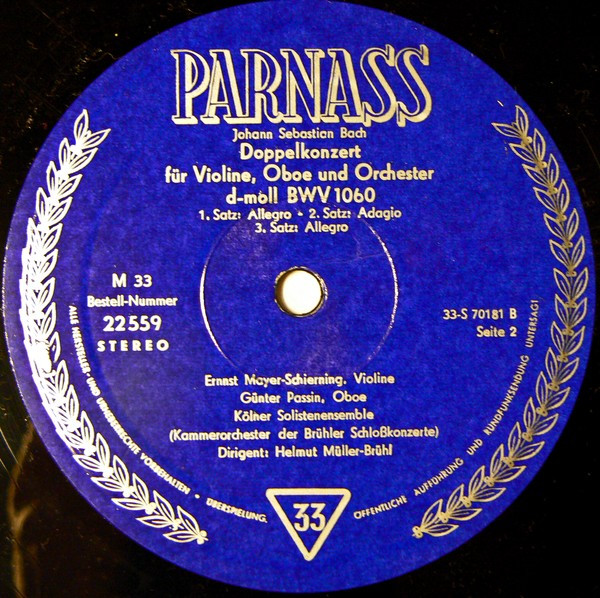 PARNASS
Johann Sebastian Bach
Doppelkonzert
für Violine, Oboe und Orchester
d-moll BWV 1060
1. Satz: Allegro • 2. Satz: Adagio
3. Satz: Allegro
M 33
Bestell-Nummer
22559
STEREO
33-S 70181 B
Seite 2
Ernnst Mayer-Schierning, Violine
Günter Passin, Oboe
Kölner Solistenensemble
(Kammerorchester der Brühler Schloßkonzerte)
Dirigent: Helmut Müller-Brühl
ALLE HERSTELLER- UND URHEBERRECHTE VORBEHALTEN • ÜBERSPIELUNG, ÖFFENTLICHE AUFFÜHRUNG UND RUNDFUNKSENDUNG UNTERSAGT
33